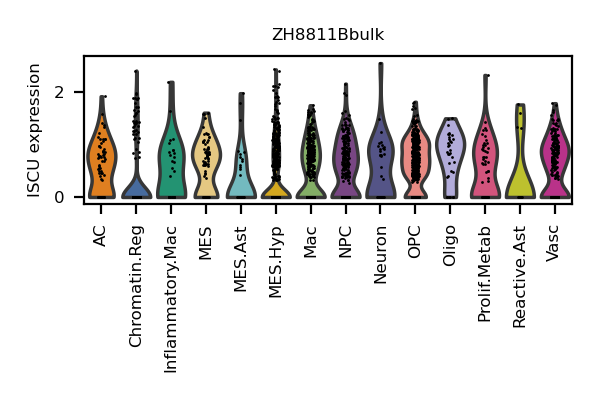 ZH8811Bbulk
ISCU expression
2
0
AC
Chromatin.Reg
Inflammatory.Mac
MES
MES.Ast
MES.Hyp
Mac
NPC
Neuron
OPC
Oligo
Prolif.Metab
Reactive.Ast
Vasc